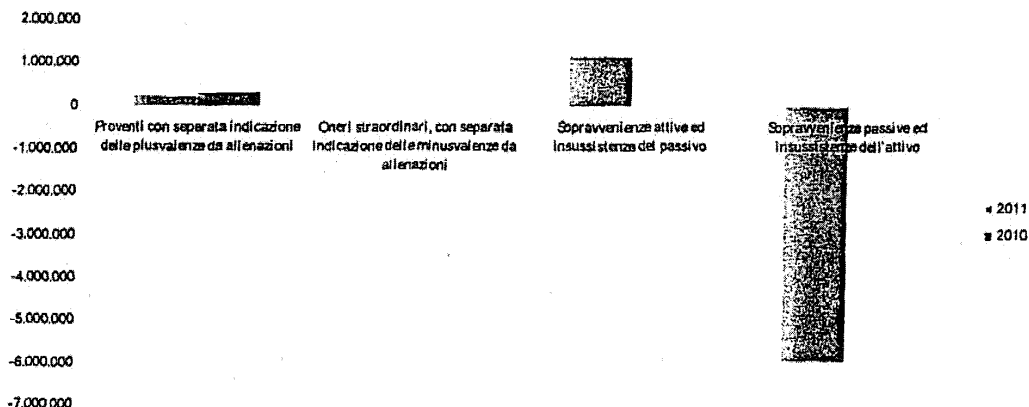 2.000.000
1.000.000
0
-1.000.000
-2.000.000
-3.000.000
-4.000.000
-5.000.000
-6.000.000
-7.000.000
Proventi con separata indicazione
delle plusvalenze da alienazioni
Oneri straordinari, con separata
indicazione delle minusvalenze da
alienazioni
Sopravvenienze attive ed
insussistenze del passivo
Sopravvenienze passive ed
insussistenze dell'attivo
2011
2010